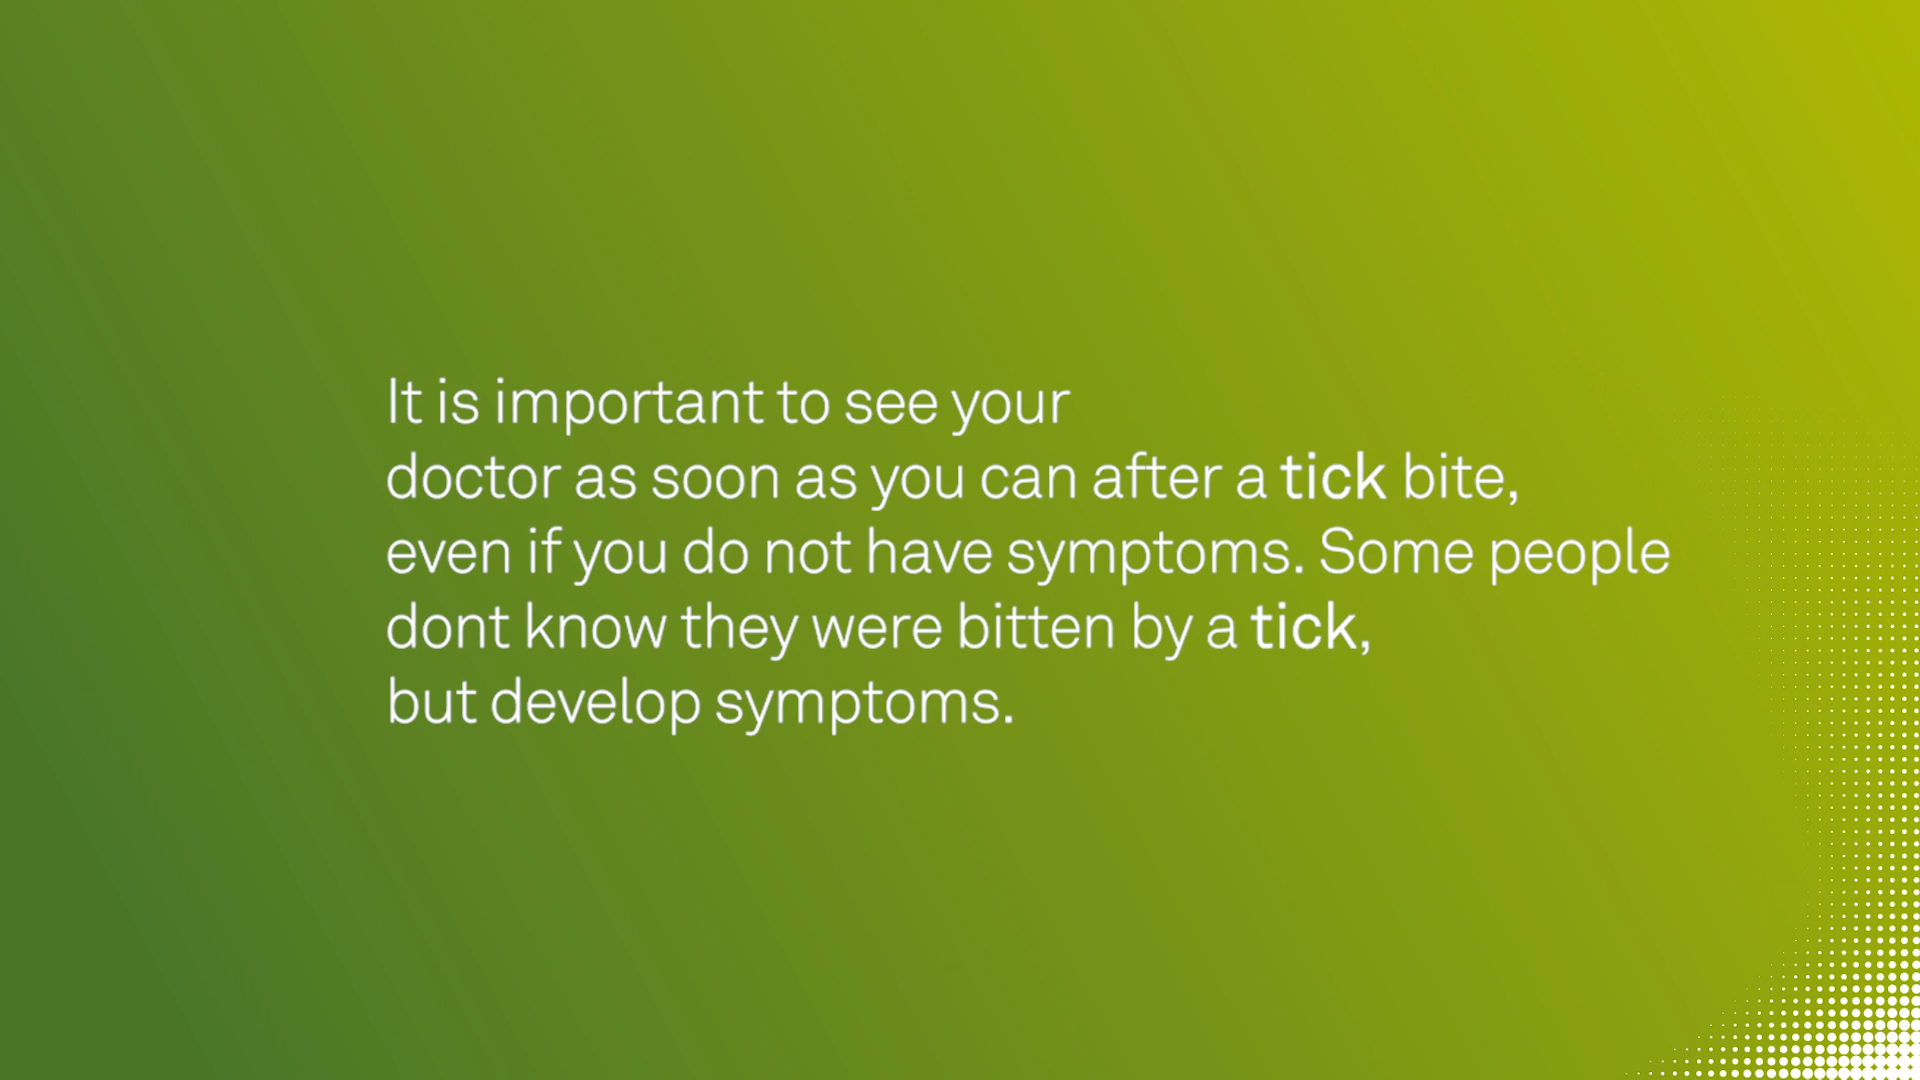 It is important to see your
doctor as soon as you can after a tick bite,
even if you do not have symptoms. Some people
dont know they were bitten by a tick,
but develop symptoms.